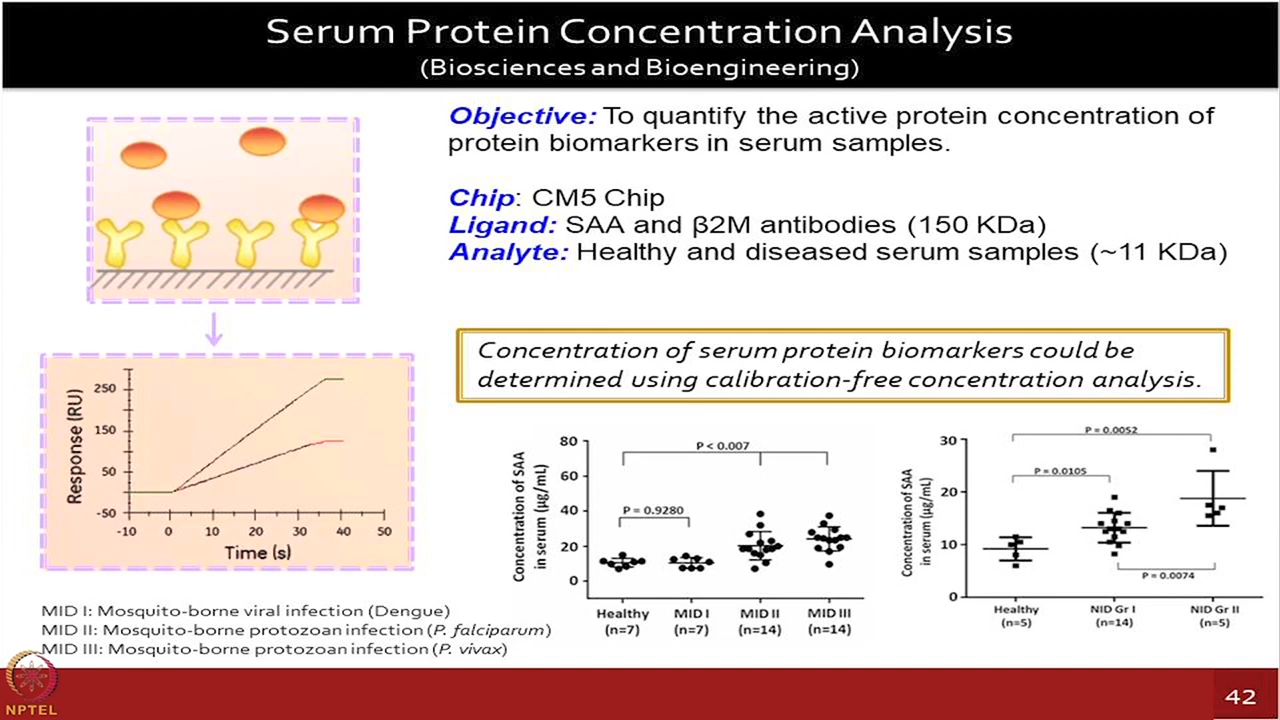 Serum Protein Concentration Analysis
(Biosciences and Bioengineering)
Objective: To quantify the active protein concentration of
protein biomarkers in serum samples.
Chip: CM5 Chip
Ligand: SAA and β2M antibodies (150 KDa)
Analyte: Healthy and diseased serum samples (~11 KDa)
Concentration of serum protein biomarkers could be
determined using calibration-free concentration analysis.
Response (RU)
250
150
50
-50
-10 0 10 20 30 40 50
Time (s)
Concentration of SAA
in serum (µg/mL)
80
60
40
20
0
P < 0.007
P = 0.9280
Healthy MID I MID II MID III
(n=7) (n=7) (n=14) (n=14)
Concentration of SAA
in serum (µg/mL)
30
20
10
0
P = 0.0052
P = 0.0105
P = 0.0074
Healthy NID Gr I NID Gr II
(n=5) (n=14) (n=5)
MID I: Mosquito-borne viral infection (Dengue)
MID II: Mosquito-borne protozoan infection (P. falciparum)
MID III: Mosquito-borne protozoan infection (P. vivax)
NPTEL
42